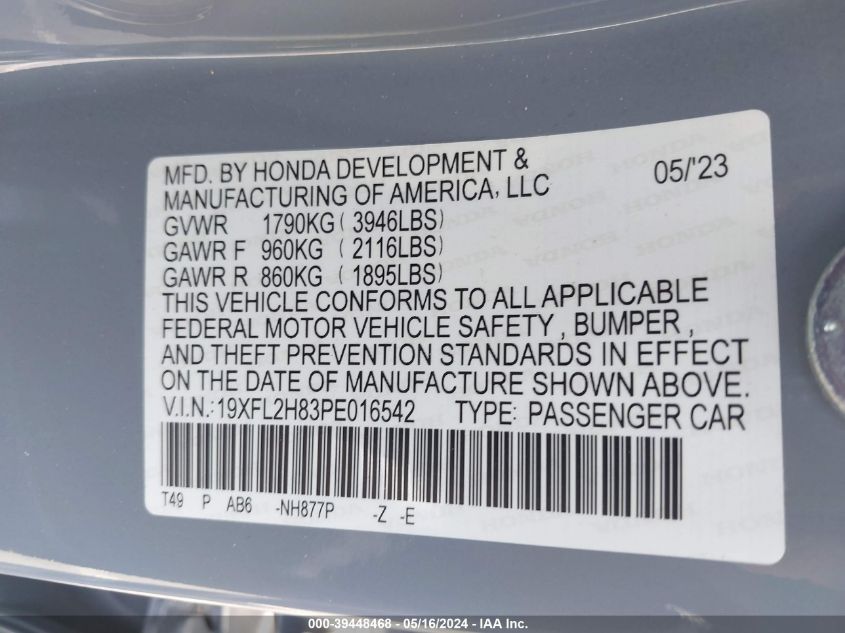 MFD. BY HONDA DEVELOPMENT & 05/'23
MANUFACTURING OF AMERICA, LLC
GVWR 1790KG ( 3946LBS)
GAWR F 960KG ( 2116LBS)
GAWR R 860KG ( 1895LBS)
THIS VEHICLE CONFORMS TO ALL APPLICABLE
FEDERAL MOTOR VEHICLE SAFETY , BUMPER ,
AND THEFT PREVENTION STANDARDS IN EFFECT
ON THE DATE OF MANUFACTURE SHOWN ABOVE.
V.I.N.:19XFL2H83PE016542 TYPE: PASSENGER CAR
T49 P AB6 -NH877P -Z -E
000-39448468 - 05/16/2024 - IAA Inc.